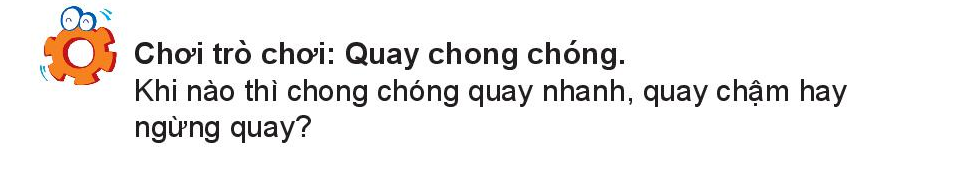 Chơi trò chơi: Quay chong chóng.
Khi nào thì chong chóng quay nhanh, quay chậm hay
ngừng quay?